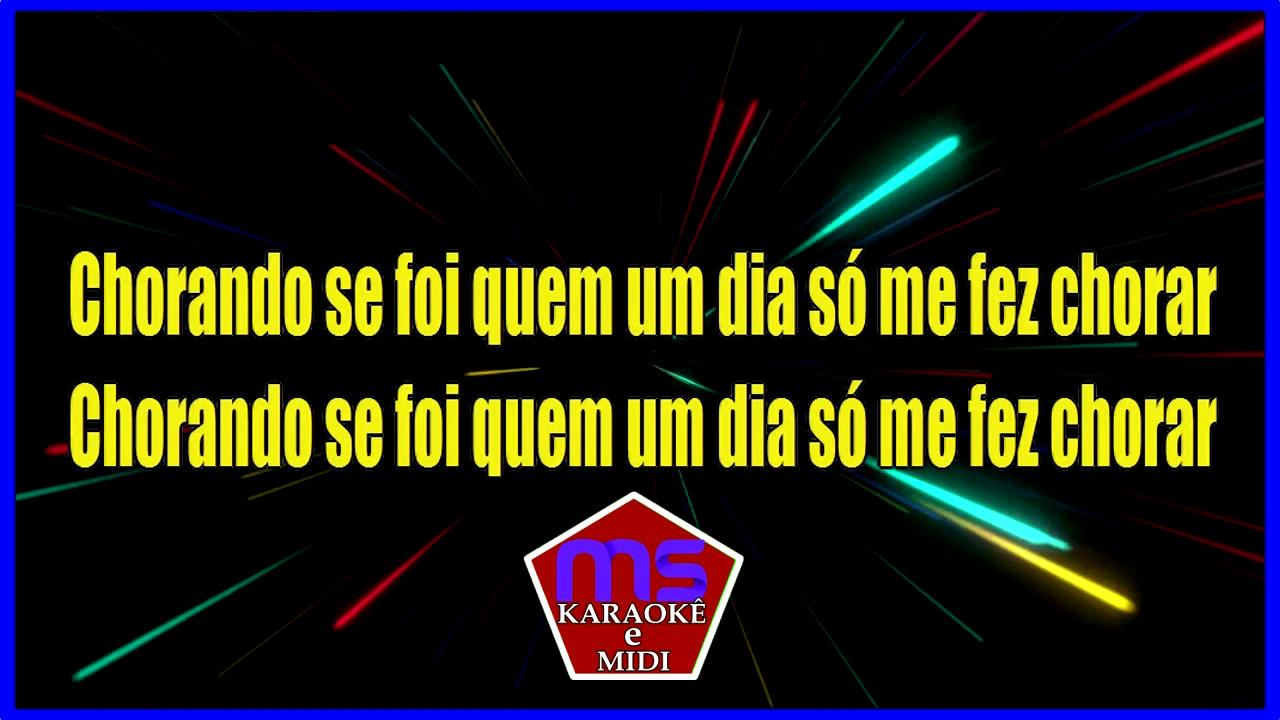 Chorando se foi quem um dia só me fez chorar
Chorando se foi quem um dia só me fez chorar
ms
KARAOKÊ
e
MIDI